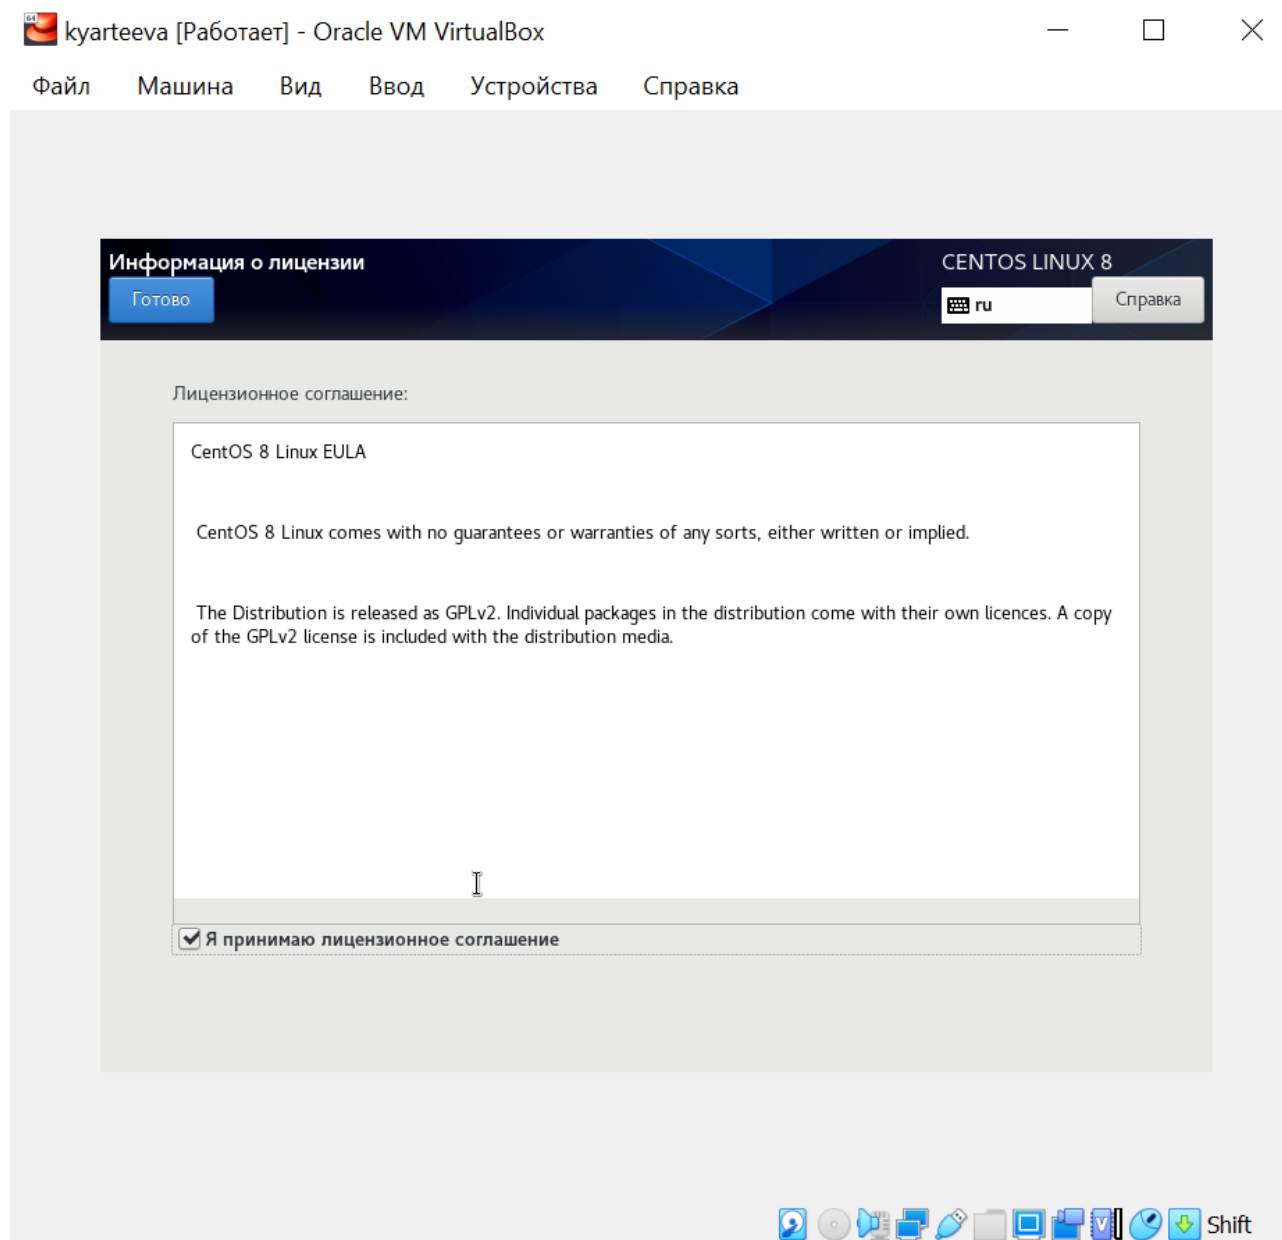 kyarteeva [Работает] - Oracle VM VirtualBox
Файл Машина Вид Ввод Устройства Справка
Информация о лицензии
CENTOS LINUX 8
Готово
ru
Справка
Лицензионное соглашение:
CentOS 8 Linux EULA
CentOS 8 Linux comes with no guarantees or warranties of any sorts, either written or implied.
The Distribution is released as GPLv2. Individual packages in the distribution come with their own licences. A copy
of the GPLv2 license is included with the distribution media.
Я принимаю лицензионное соглашение
Shift